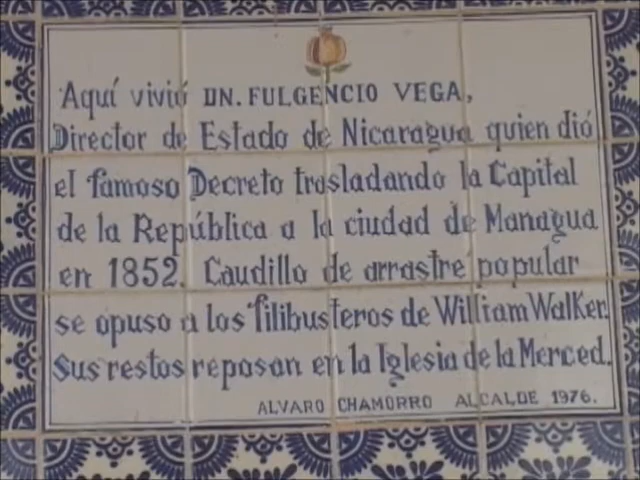 Aquí vivió DN. FULGENCIO VEGA,
Director de Estado de Nicaragua quien dió
el famoso Decreto trasladando la Capital
de la República a la ciudad de Managua
en 1852. Caudillo de arrastre popular
se opuso a los filibusteros de William Walker.
Sus restos reposan en la Iglesia de la Merced.
ALVARO CHAMORRO ALCALDE 1976.